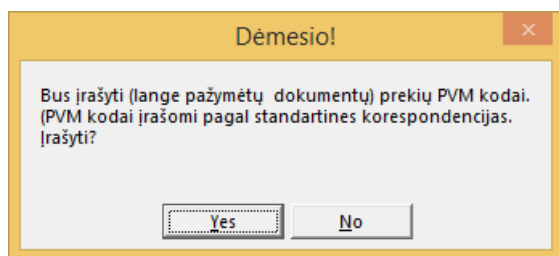 Dėmesio!
Bus įrašyti (lange pažymėtų  dokumentų) prekių PVM kodai.
(PVM kodai įrašomi pagal standartines korespondencijas.
Įrašyti?
Yes
No